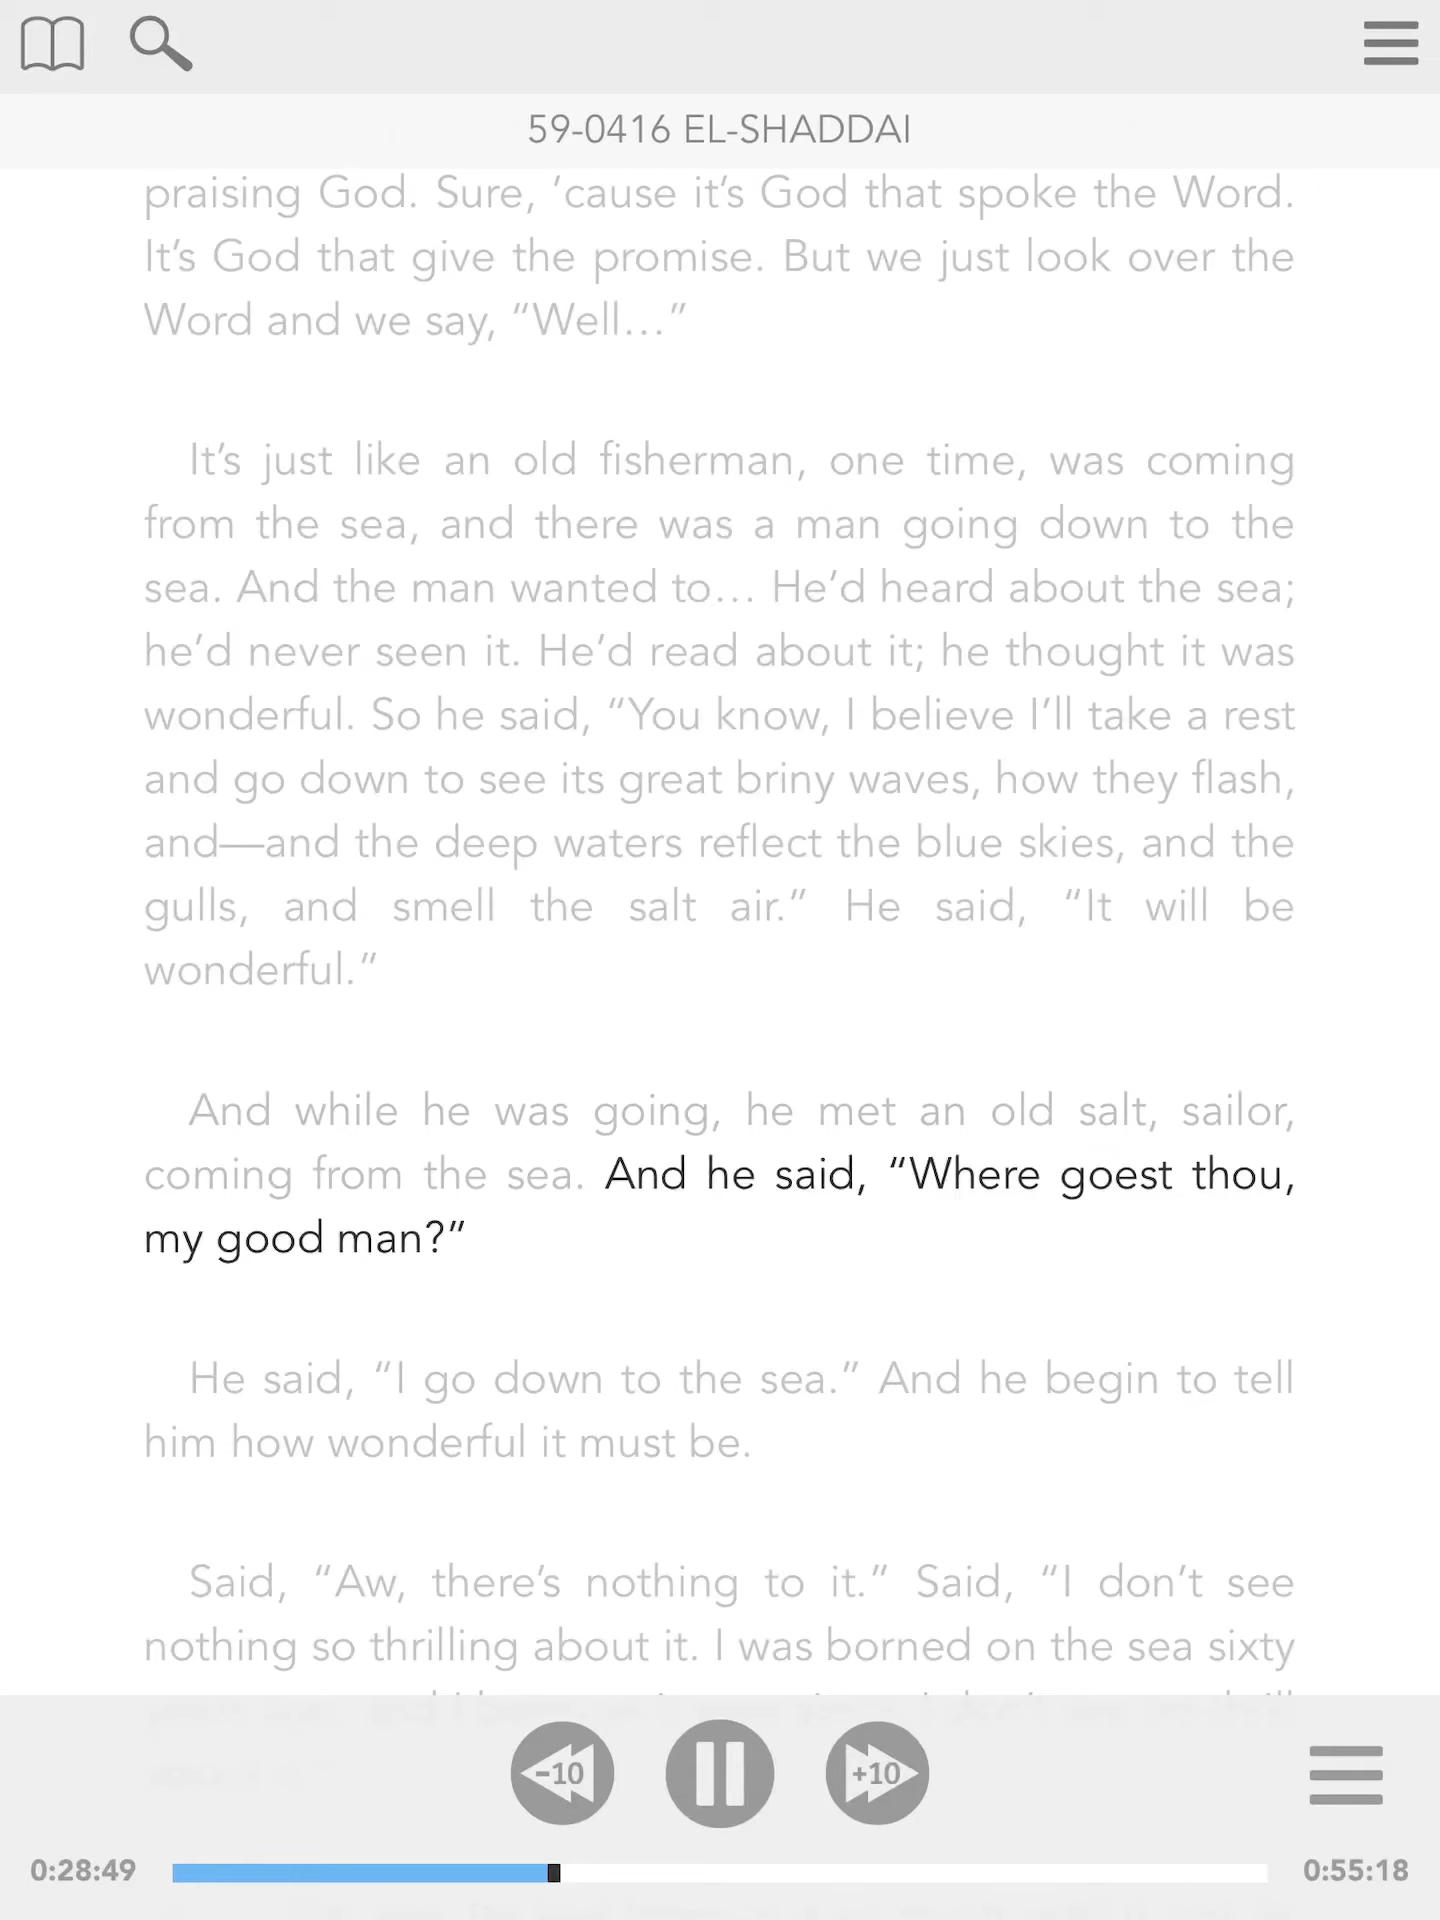 59-0416 EL-SHADDAI
praising God. Sure, ’cause it’s God that spoke the Word.
It’s God that give the promise. But we just look over the
Word and we say, “Well…”
It’s just like an old fisherman, one time, was coming
from the sea, and there was a man going down to the
sea. And the man wanted to… He’d heard about the sea;
he’d never seen it. He’d read about it; he thought it was
wonderful. So he said, “You know, I believe I’ll take a rest
and go down to see its great briny waves, how they flash,
and—and the deep waters reflect the blue skies, and the
gulls, and smell the salt air.” He said, “It will be
wonderful.”
And while he was going, he met an old salt, sailor,
coming from the sea. And he said, “Where goest thou,
my good man?”
He said, “I go down to the sea.” And he begin to tell
him how wonderful it must be.
Said, “Aw, there’s nothing to it.” Said, “I don’t see
nothing so thrilling about it. I was borned on the sea sixty
-10 +10
0:28:49 0:55:18